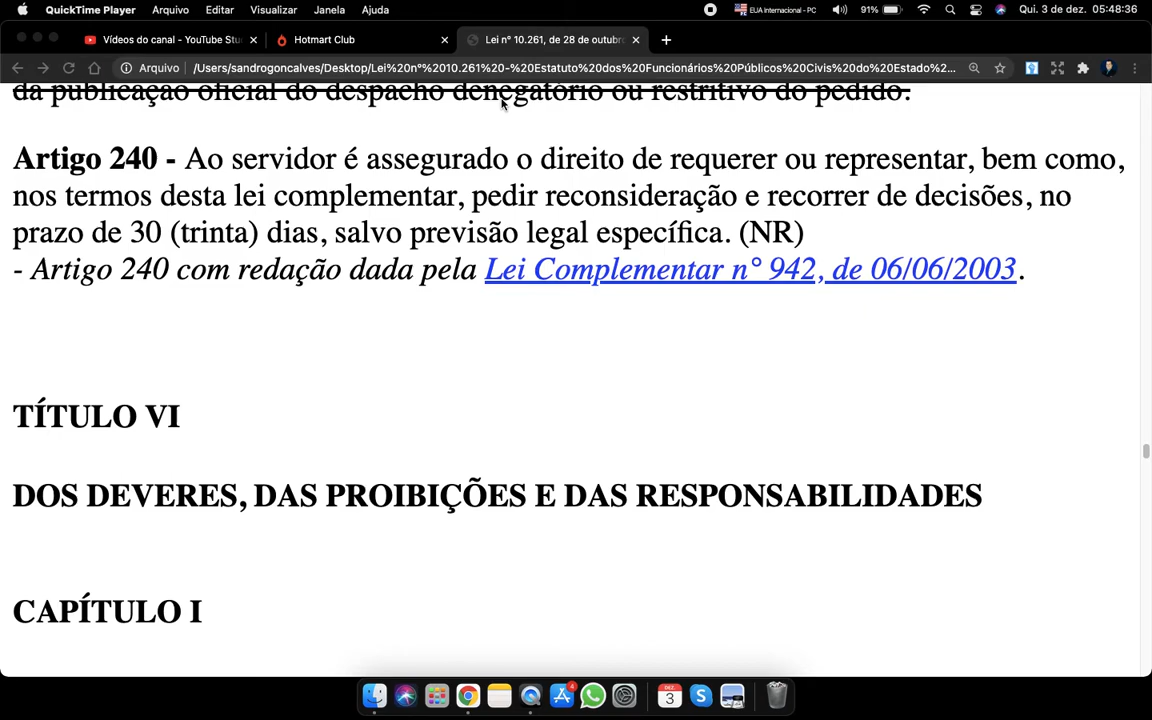 QuickTime Player Arquivo Editar Visualizar Janela Ajuda EUA Internacional - PC 91% Qui. 3 de dez. 05:48:36
Vídeos do canal - YouTube Stu Hotmart Club Lei nº 10.261, de 28 de outubr
Arquivo /Users/sandrogoncalves/Desktop/Lei%20nº%2010.261%20-%20Estatuto%20dos%20Funcionários%20Públicos%20Civis%20do%20Estado%2...
da publicação oficial do despacho denegatório ou restritivo do pedido.
Artigo 240 - Ao servidor é assegurado o direito de requerer ou representar, bem como,
nos termos desta lei complementar, pedir reconsideração e recorrer de decisões, no
prazo de 30 (trinta) dias, salvo previsão legal específica. (NR)
- Artigo 240 com redação dada pela Lei Complementar n° 942, de 06/06/2003.
TÍTULO VI
DOS DEVERES, DAS PROIBIÇÕES E DAS RESPONSABILIDADES
CAPÍTULO I